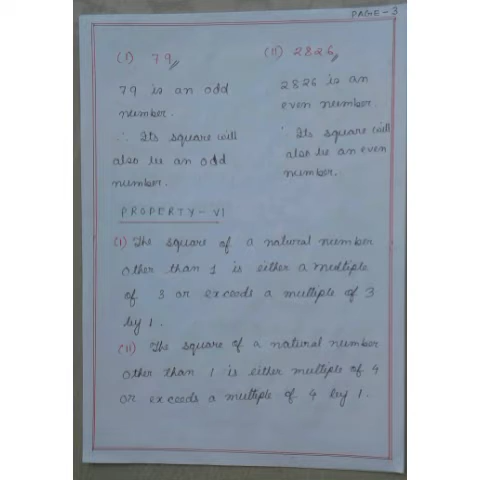 PAGE-3
(I) 79,
79 is an odd
number.
∴ Its square will
also be an odd
number.
(II) 2826,
2826 is an
even number.
∵ Its square will
also be an even
number.
PROPERTY-VI
(I) The square of a natural number
other than 1 is either a multiple
of 3 or exceeds a multiple of 3
by 1.
(II) The square of a natural number
other than 1 is either multiple of 4
or exceeds a multiple of 4 by 1.